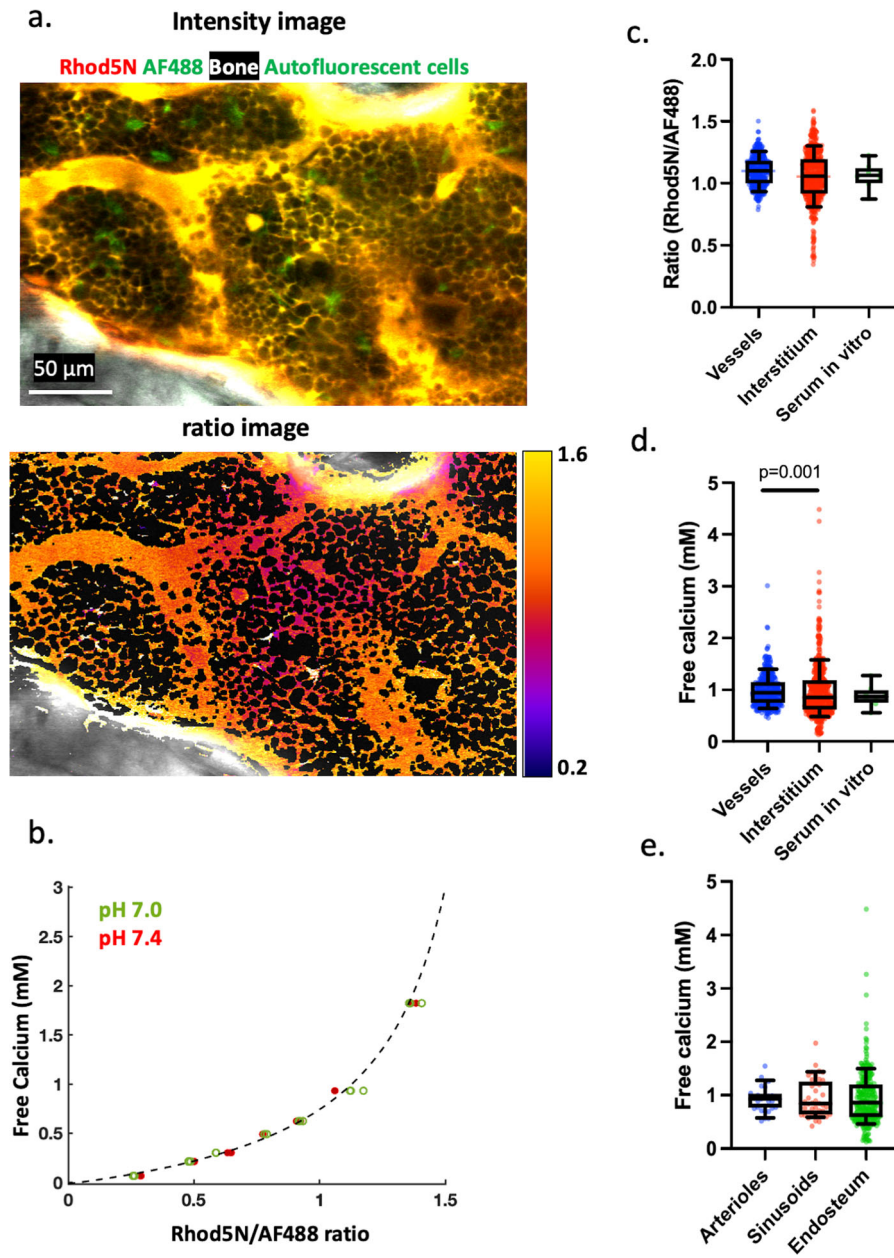 a.
Intensity image
Rhod5N AF488 Bone Autofluorescent cells
50 µm
ratio image
1.6
0.2
b.
3
2.5
2
1.5
1
0.5
0
pH 7.0
pH 7.4
Free Calcium (mM)
0
0.5
1
1.5
Rhod5N/AF488 ratio
c.
2.0
1.5
1.0
0.5
0.0
Ratio (Rhod5N/AF488)
Vessels
Interstitium
Serum in vitro
d.
p=0.001
5
4
3
2
1
0
Free calcium (mM)
Vessels
Interstitium
Serum in vitro
e.
5
4
3
2
1
0
Free calcium (mM)
Arterioles
Sinusoids
Endosteum